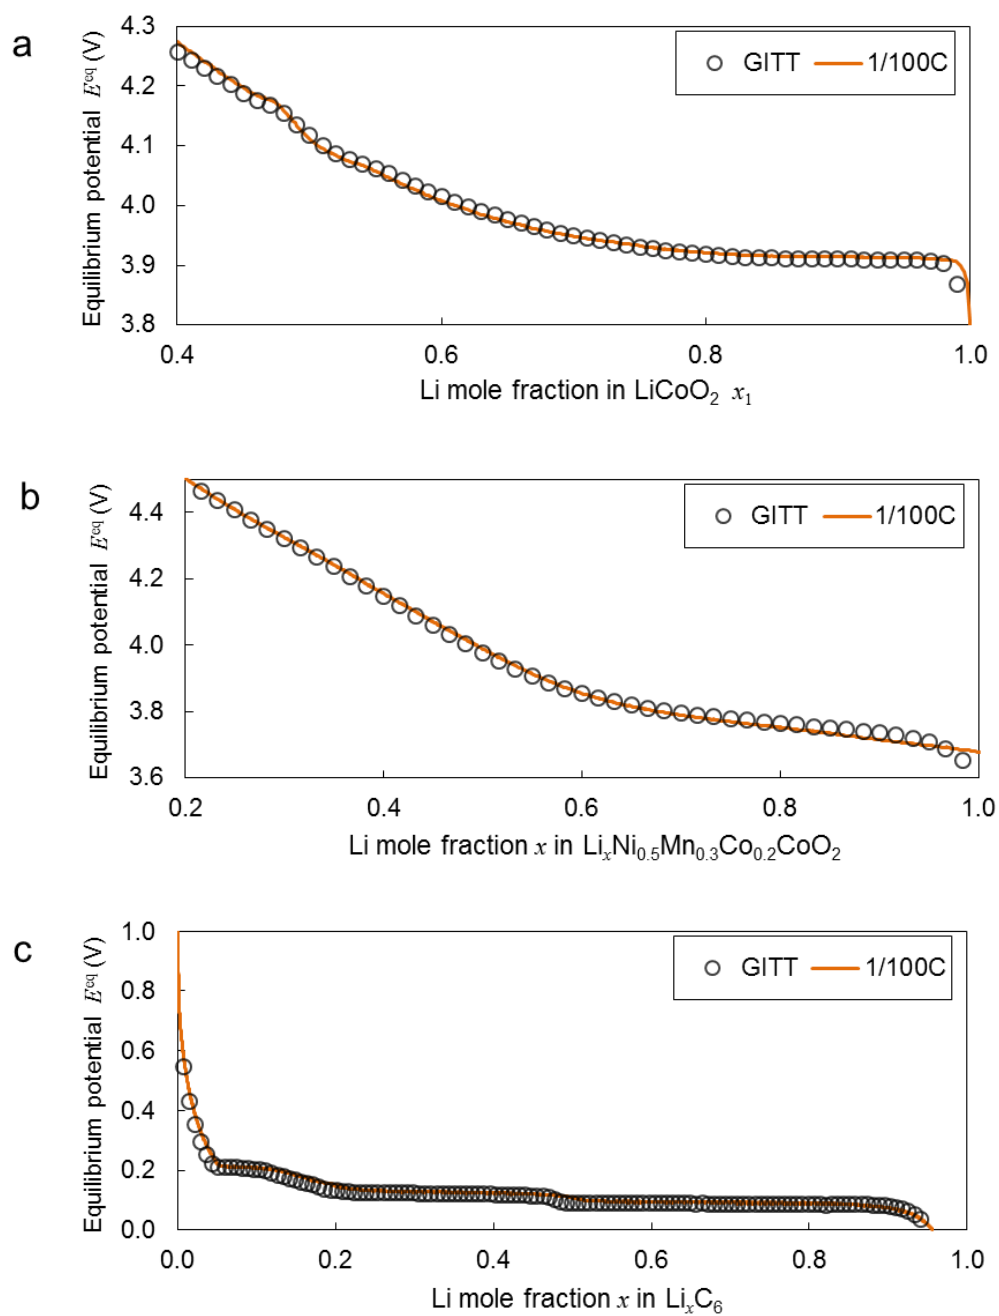 a
Equilibrium potential E^eq (V)
4.3
4.2
4.1
4.0
3.9
3.8
GITT 1/100C
0.4 0.6 0.8 1.0
Li mole fraction in LiCoO₂ x₁
b
Equilibrium potential E^eq (V)
4.4
4.2
4.0
3.8
3.6
GITT 1/100C
0.2 0.4 0.6 0.8 1.0
Li mole fraction x in LiₓNi₀.₅Mn₀.₃Co₀.₂CoO₂
c
Equilibrium potential E^eq (V)
1.0
0.8
0.6
0.4
0.2
0.0
GITT 1/100C
0.0 0.2 0.4 0.6 0.8 1.0
Li mole fraction x in LiₓC₆